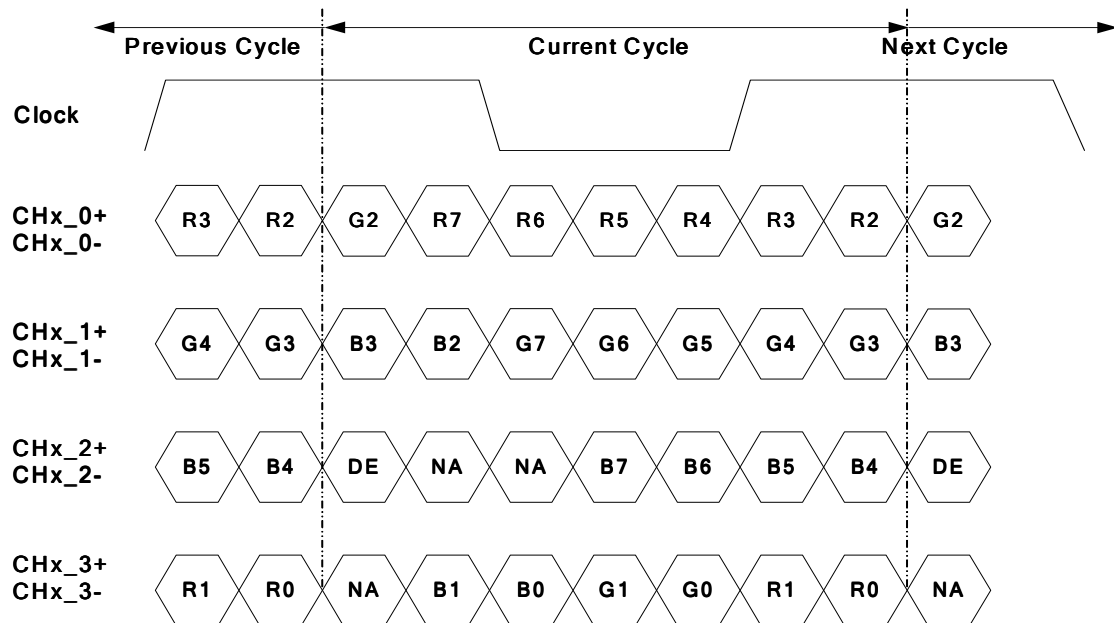 Previous Cycle Current Cycle Next Cycle
Clock
CHx_0+
CHx_0-
R3 R2 G2 R7 R6 R5 R4 R3 R2 G2
CHx_1+
CHx_1-
G4 G3 B3 B2 G7 G6 G5 G4 G3 B3
CHx_2+
CHx_2-
B5 B4 DE NA NA B7 B6 B5 B4 DE
CHx_3+
CHx_3-
R1 R0 NA B1 B0 G1 G0 R1 R0 NA